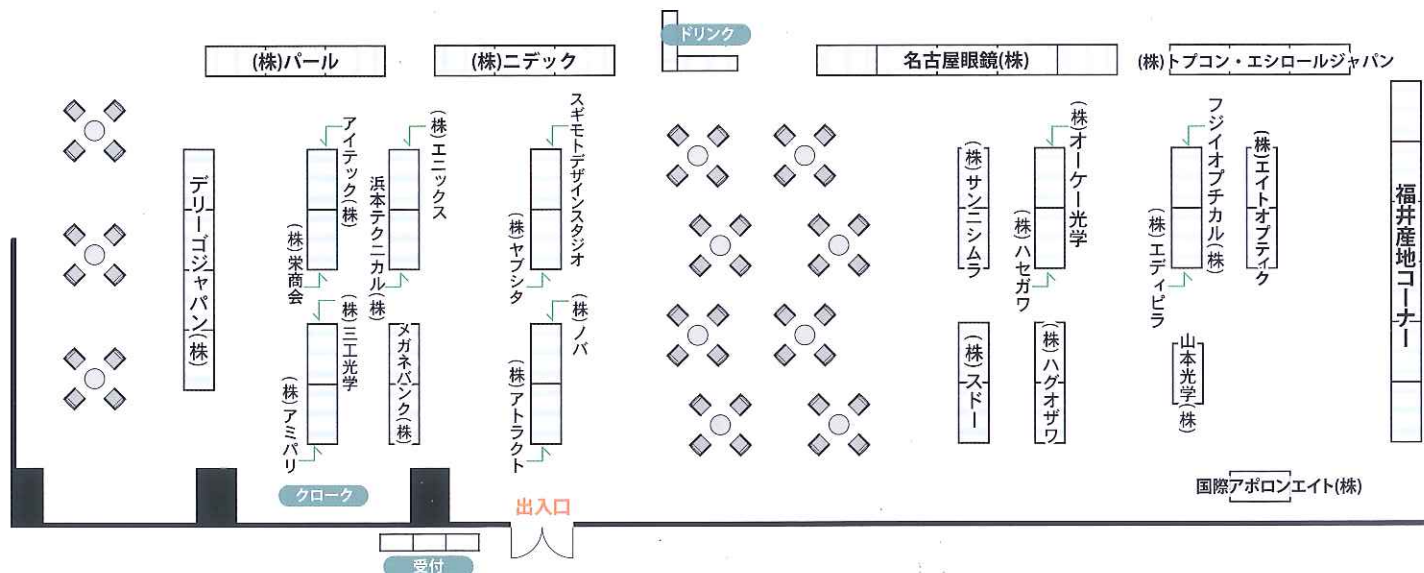 ドリンク
(株)パール
(株)ニデック
名古屋眼鏡(株)
(株)トプコン・エシロールジャパン
デリーゴジャパン(株)
アイテック(株)
(株)栄商会
(株)エニックス
浜本テクニカル(株)
スギモトデザインスタジオ
(株)ヤブシタ
(株)サンニシムラ
(株)オーケー光学
(株)ハセガワ
フジイオプチカル(株)
(株)エディビラ
(株)エイトオプティク
福井産地コーナー
(株)三工光学
(株)アミパリ
メガネバンク(株)
(株)ノバ
(株)アトラクト
(株)スドー
(株)ハグオザワ
山本光学(株)
国際アポロンエイト(株)
クローク
出入口
受付